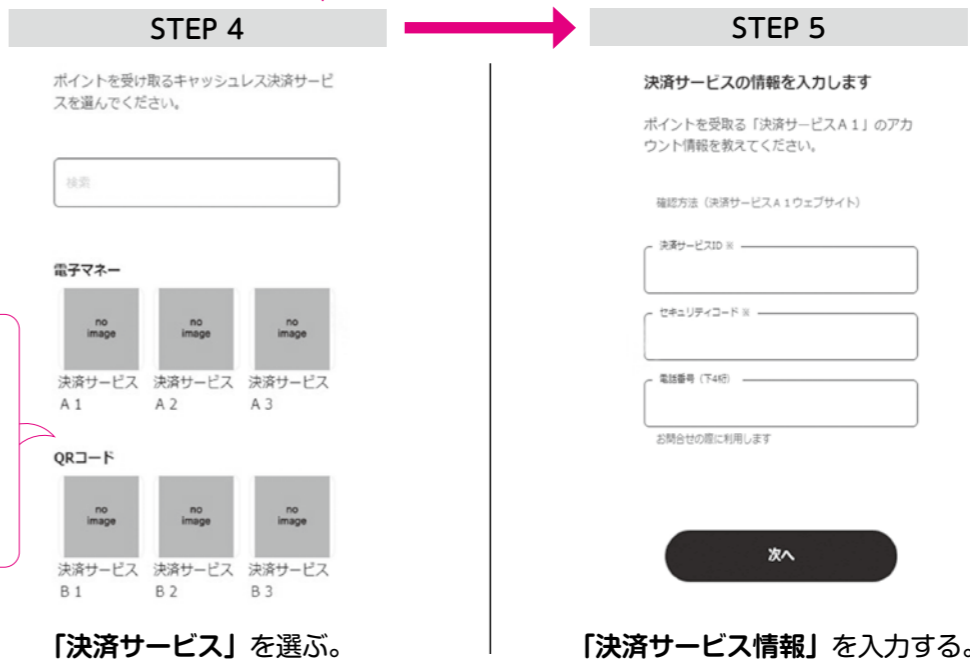 STEP 4
ポイントを受け取るキャッシュレス決済サービ
スを選んでください。
検索
電子マネー
no
image
no
image
no
image
決済サービス
A 1
決済サービス
A 2
決済サービス
A 3
QRコード
no
image
no
image
no
image
決済サービス
B 1
決済サービス
B 2
決済サービス
B 3
「決済サービス」を選ぶ。
STEP 5
決済サービスの情報を入力します
ポイントを受取る「決済サービスA 1」のアカ
ウント情報を教えてください。
確認方法（決済サービスA 1ウェブサイト）
決済サービスID ※
セキュリティコード ※
電話番号（下4桁）
お問合せの際に利用します
次へ
「決済サービス情報」を入力する。